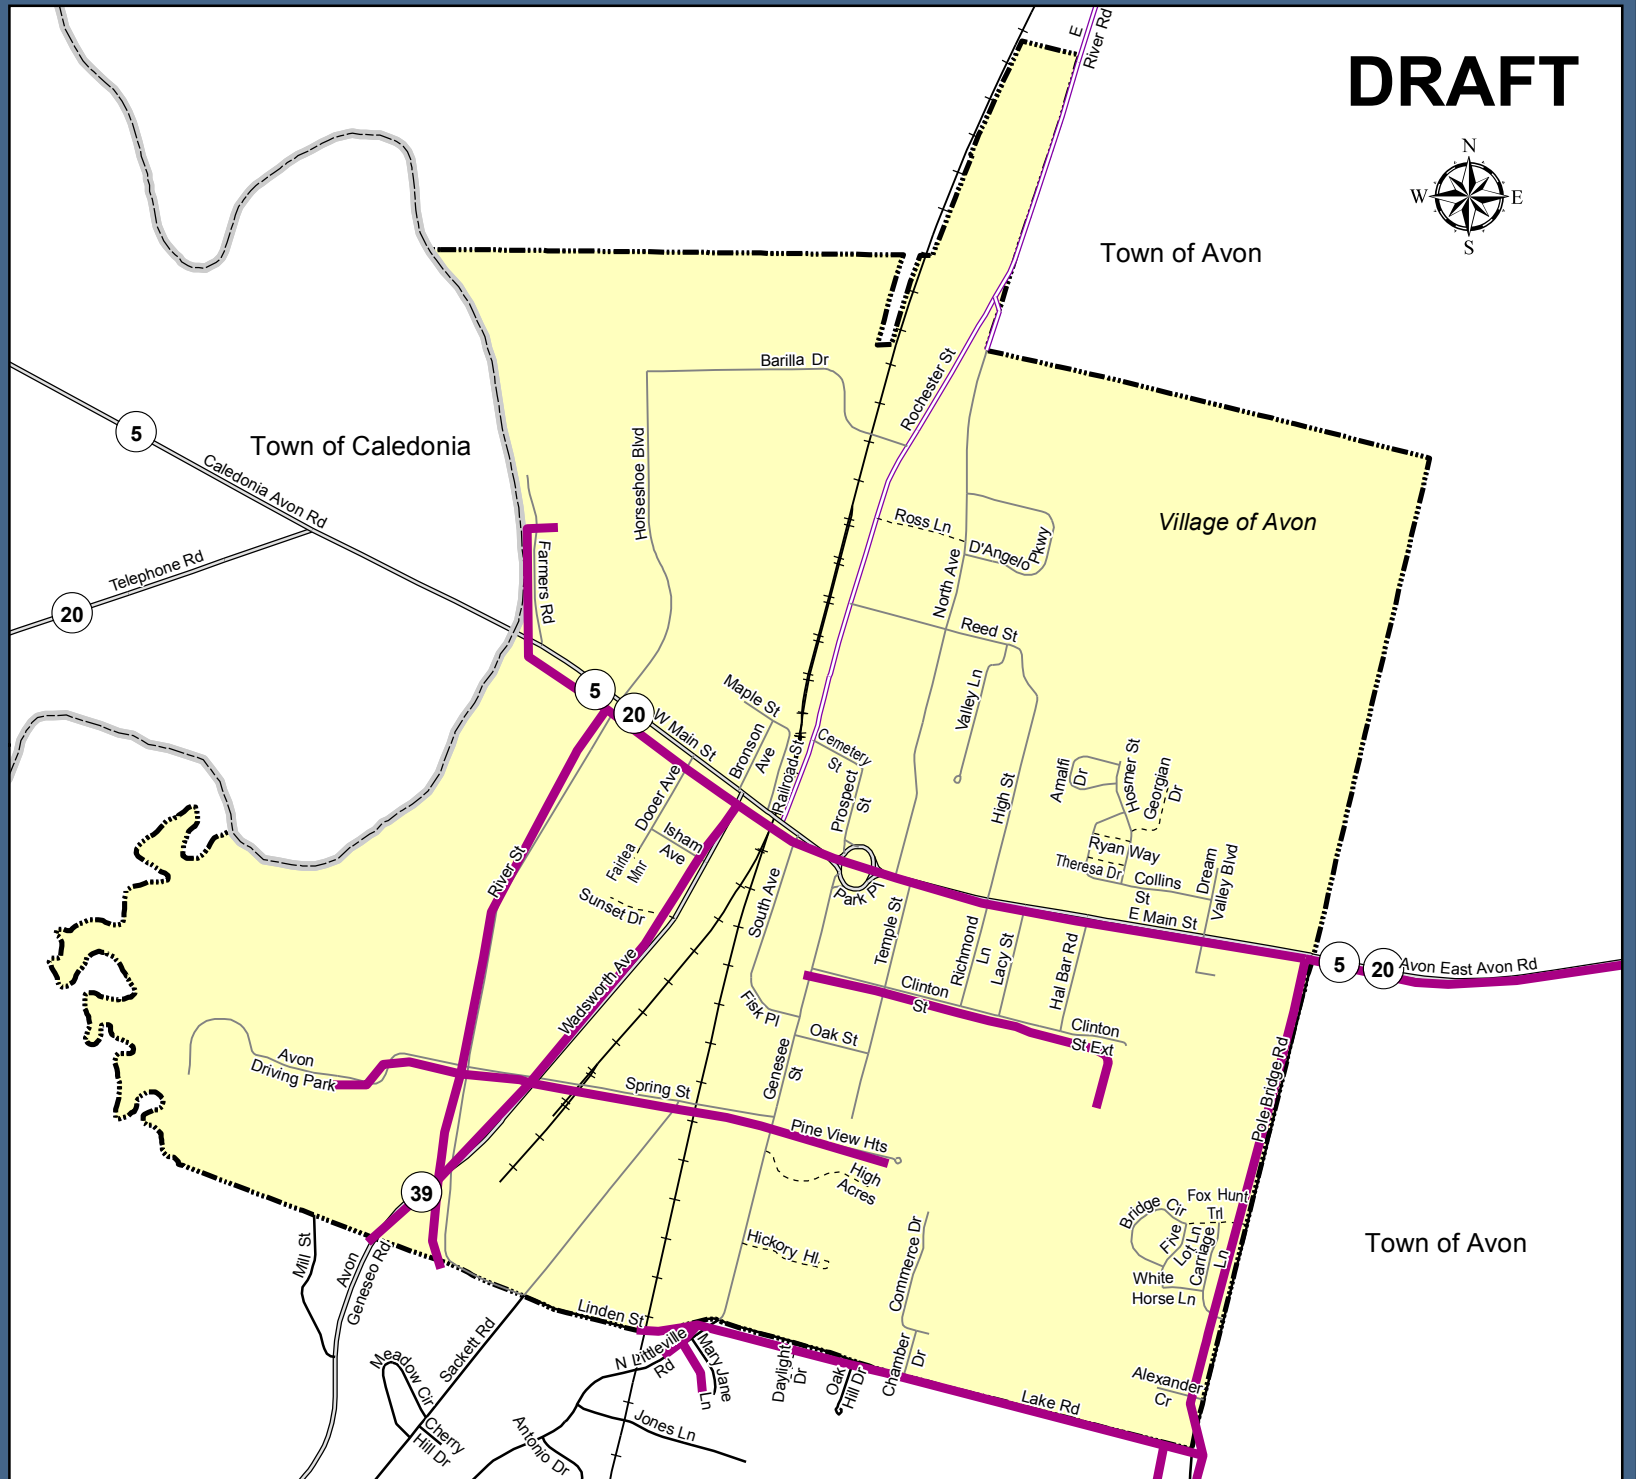 DRAFT
N
W
E
S
E
River Rd
Town of Avon
Barilla Dr
Rochester St
5
Town of Caledonia
Caledonia Avon Rd
Horseshoe Blvd
Ross Ln
D'Angelo
Pkwy
Village of Avon
Farmers Rd
Telephone Rd
20
North Ave
Reed St
Valley Ln
5
20
W Main St
Maple St
Bronson
Ave
Railroad St
Cemetery
St
Prospect
St
High St
Amalfi
Dr
Hosmer St
Georgian
Dr
Dooer Ave
Isham
Ave
Fairlea
Mnr
Sunset Dr
River St
Ryan Way
Theresa Dr
Collins
St
Dream
Valley Blvd
Park Pl
E Main St
South Ave
Temple St
Richmond
Ln
Lacy St
Hal Bar Rd
5
20
Avon East Avon Rd
Wadsworth Ave
Clinton
St
Fisk Pl
Oak St
Clinton
St Ext
Avon
Driving Park
Genesee
St
Spring St
Pine View Hts
Pole Bridge Rd
High
Acres
39
Bridge Cir
Fox Hunt
Trl
Five
Lot Ln
Carriage
Ln
White
Horse Ln
Town of Avon
Mill St
Avon
Geneseo Rd
Hickory Hl.
Commerce Dr
Linden St
Sackett Rd
N Littleville
Rd
Mary Jane
Ln
Daylight
Dr
Oak
Hill Dr
Chamber
Dr
Lake Rd
Alexander
Cr
Meadow Cir
Cherry
Hill Dr
Antonio Dr
Jones Ln